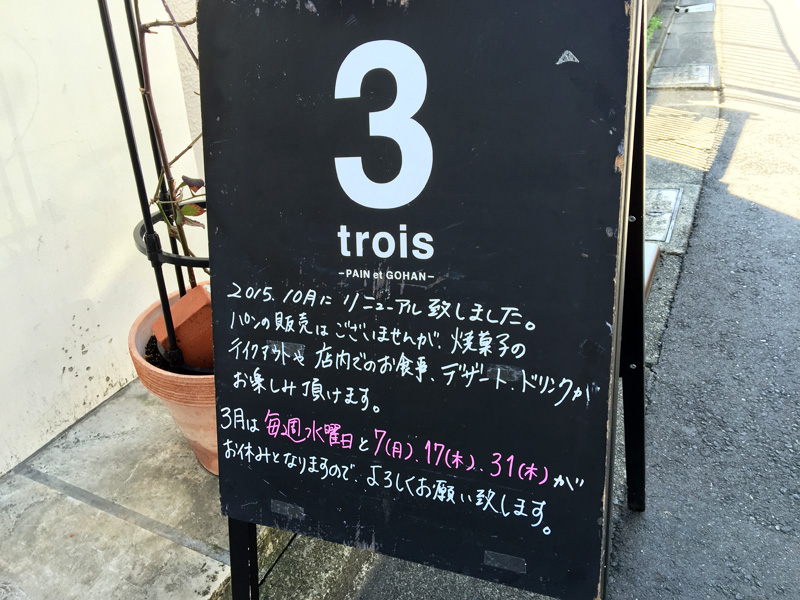 3
trois
-PAIN et GOHAN-
2015.10月に リニューアル致しました。
パンの販売はございませんが、焼菓子の
テイクアウトや 店内でのお食事、デザート、ドリンクが
お楽しみ頂けます。
3月は毎週水曜日と7(月)、17(木)、31(木)が
お休みとなりますので、よろしくお願い致します。